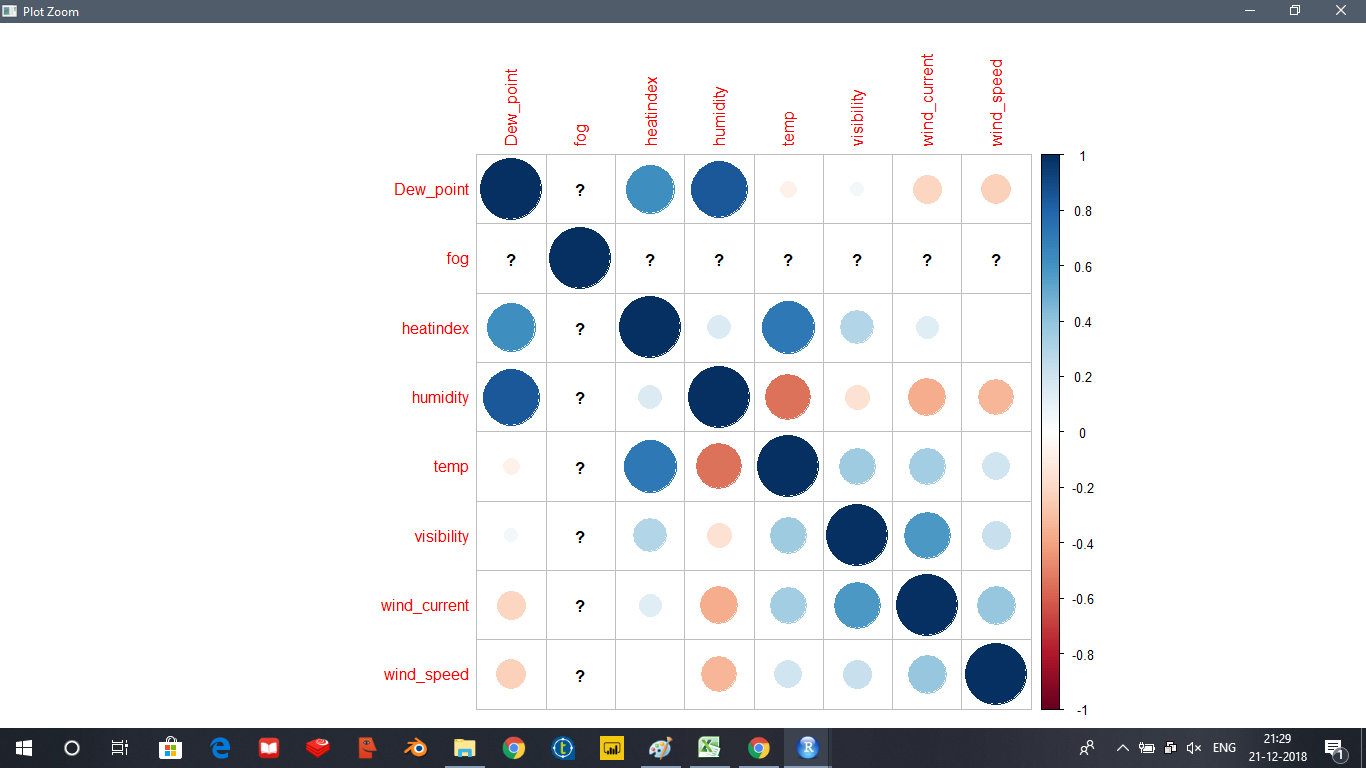 Plot Zoom
Dew_point fog heatindex humidity temp visibility wind_current wind_speed
1
Dew_point ?
0.8
fog ? ? ? ? ? ? ?
0.6
heatindex ?
0.4
humidity ?
0.2
0
temp ?
-0.2
visibility ?
-0.4
wind_current ?
-0.6
-0.8
wind_speed ?
-1
ENG 21:29
21-12-2018
1